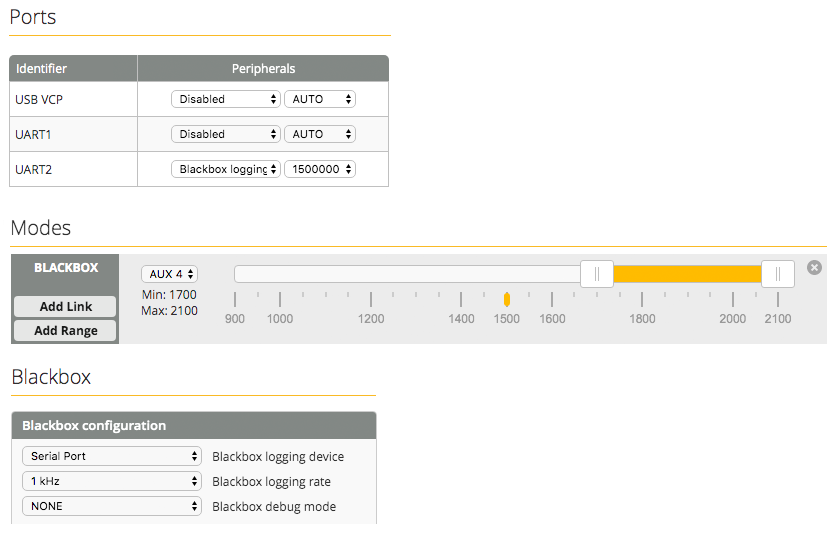 Ports
Identifier Peripherals
USB VCP Disabled AUTO
UART1 Disabled AUTO
UART2 Blackbox logging 1500000
Modes
BLACKBOX AUX 4
Min: 1700
Add Link Max: 2100
Add Range 900 1000 1200 1400 1500 1600 1800 2000 2100
Blackbox
Blackbox configuration
Serial Port Blackbox logging device
1 kHz Blackbox logging rate
NONE Blackbox debug mode